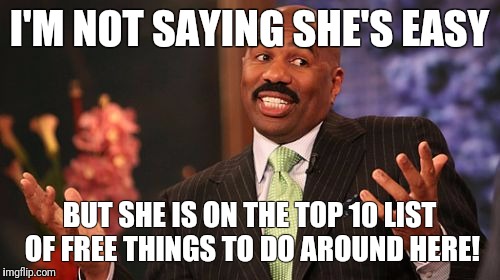 I'M NOT SAYING SHE'S EASY
BUT SHE IS ON THE TOP 10 LIST
OF FREE THINGS TO DO AROUND HERE!
imgflip.com